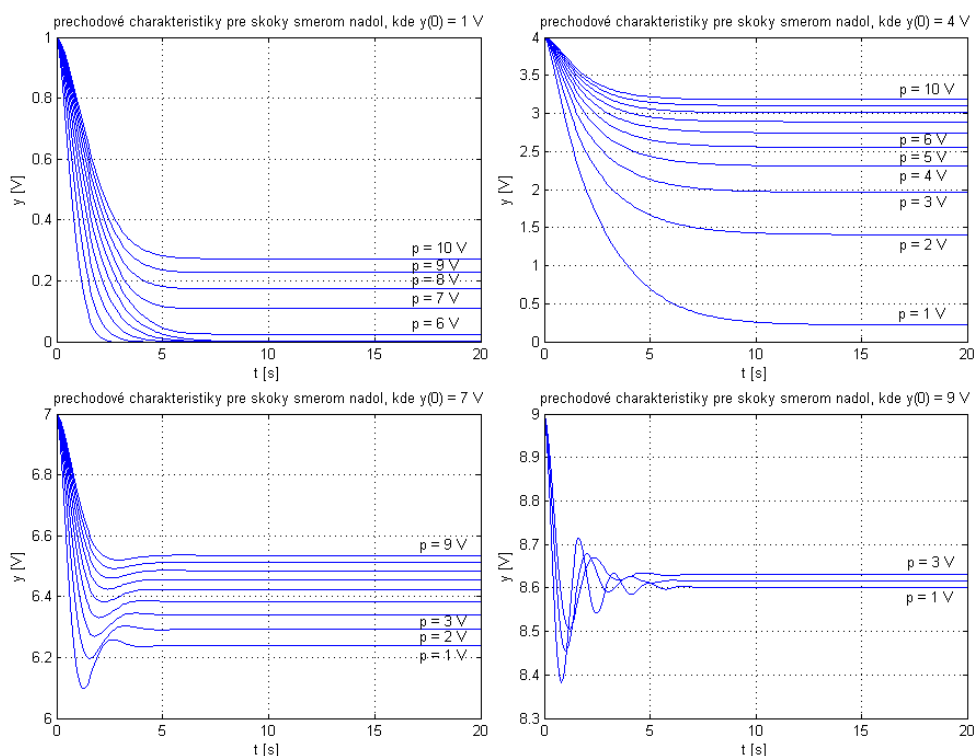 prechodové charakteristiky pre skoky smerom nadol, kde y(0) = 1 V
1
0.8
0.6
0.4
0.2
0
y [V]
p = 10 V
p = 9 V
p = 8 V
p = 7 V
p = 6 V
0 5 10 15 20
t [s]
prechodové charakteristiky pre skoky smerom nadol, kde y(0) = 4 V
4
3.5
3
2.5
2
1.5
1
0.5
0
y [V]
p = 10 V
p = 6 V
p = 5 V
p = 4 V
p = 3 V
p = 2 V
p = 1 V
0 5 10 15 20
t [s]
prechodové charakteristiky pre skoky smerom nadol, kde y(0) = 7 V
7
6.8
6.6
6.4
6.2
6
y [V]
p = 9 V
p = 3 V
p = 2 V
p = 1 V
0 5 10 15 20
t [s]
prechodové charakteristiky pre skoky smerom nadol, kde y(0) = 9 V
9
8.9
8.8
8.7
8.6
8.5
8.4
8.3
y [V]
p = 3 V
p = 1 V
0 5 10 15 20
t [s]